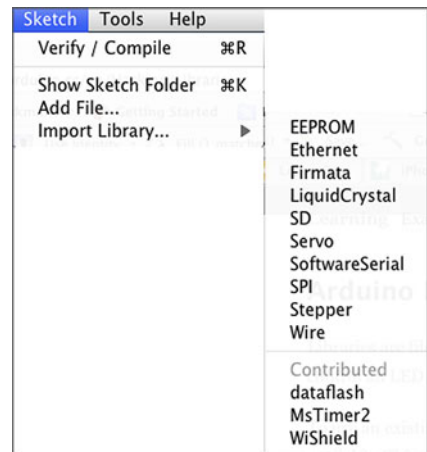 Sketch Tools Help
Verify / Compile ⌘R
Show Sketch Folder ⌘K
Add File...
Import Library... ▶
EEPROM
Ethernet
Firmata
LiquidCrystal
SD
Servo
SoftwareSerial
SPI
Stepper
Wire
Contributed
dataflash
MsTimer2
WiShield